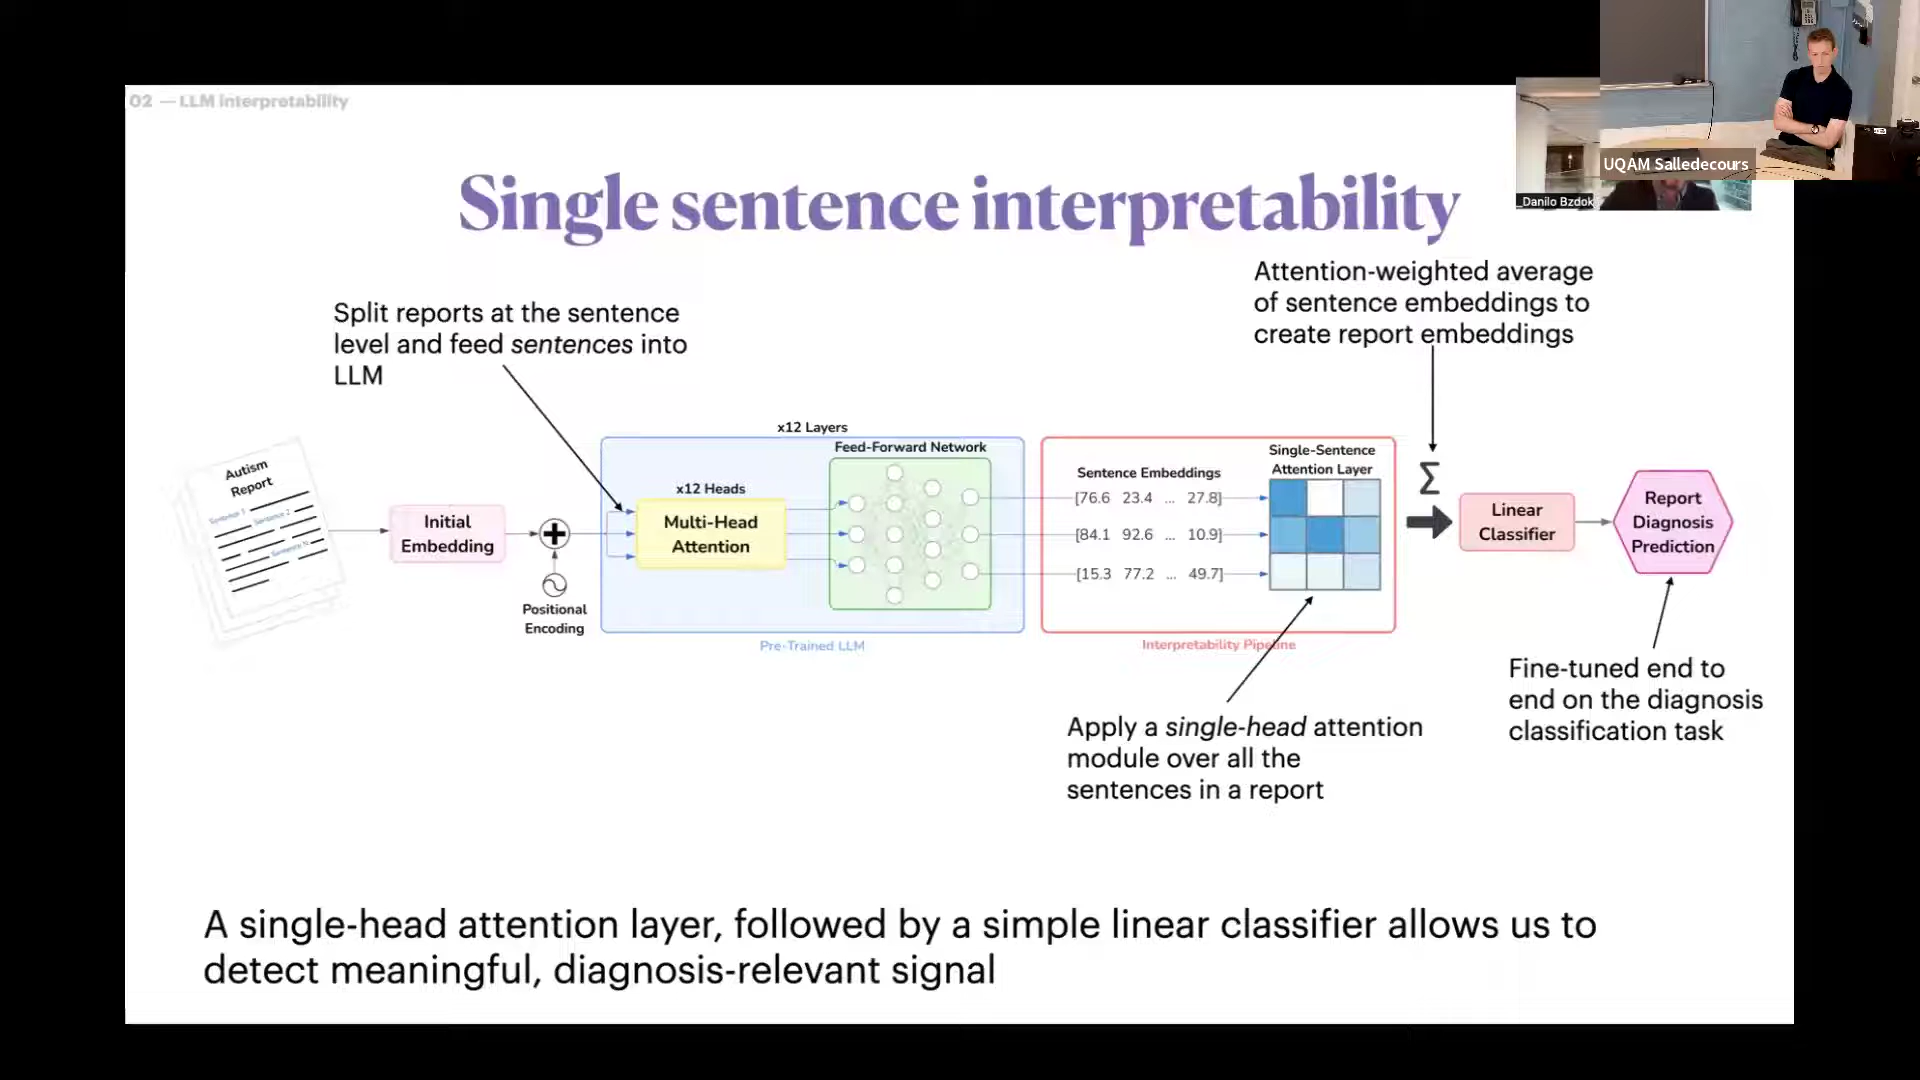 02 — LLM interpretability
UQAM Salledecours
Danilo Bzdok
Single sentence interpretability
Split reports at the sentence
level and feed sentences into
LLM
Attention-weighted average
of sentence embeddings to
create report embeddings
x12 Layers
Feed-Forward Network
x12 Heads
Multi-Head
Attention
Autism
Report
Sentence 1
Sentence 2
Sentence N
Initial
Embedding
Positional
Encoding
Pre-Trained LLM
Sentence Embeddings
[76.6 23.4 ... 27.8]
[84.1 92.6 ... 10.9]
[15.3 77.2 ... 49.7]
Single-Sentence
Attention Layer
Interpretability Pipeline
Σ
Linear
Classifier
Report
Diagnosis
Prediction
Apply a single-head attention
module over all the
sentences in a report
Fine-tuned end to
end on the diagnosis
classification task
A single-head attention layer, followed by a simple linear classifier allows us to
detect meaningful, diagnosis-relevant signal